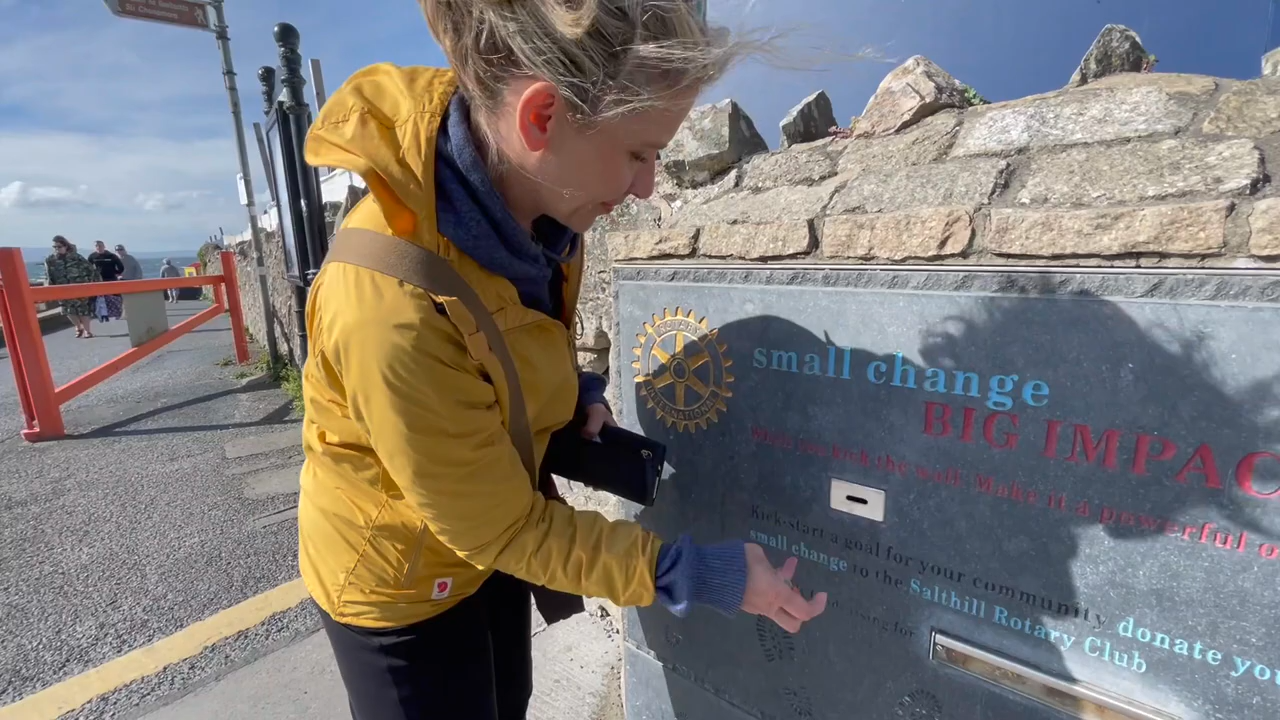 ROTARY
INTERNATIONAL
small change
BIG IMPAC
When you kick the wall. Make it a powerful o
Kick-start a goal for your community donate you
small change to the Salthill Rotary Club